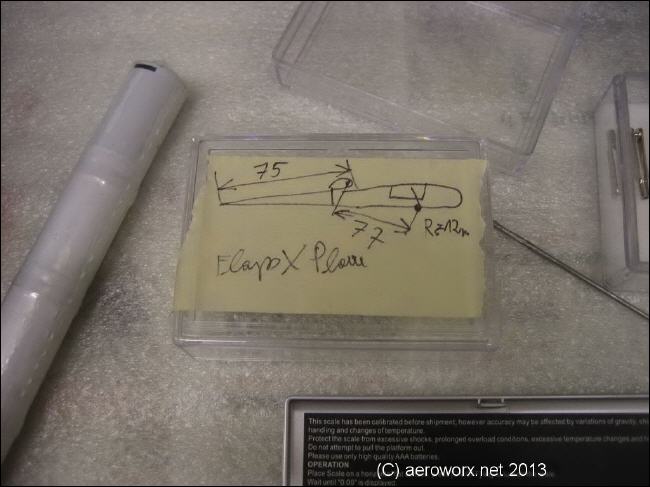 75
77
R=12m
Flaps X Plane
This scale has been calibrated before shipment, however accuracy may be affected by variations of gravity,
handling and changes of temperature.
Protect the scale from excessive shocks, prolonged overload conditions, excessive temperature changes and
Do not attempt to pull the platform out.
Please use only high quality AAA batteries.
OPERATION
Place Scale on a
Wait until "0.00" is displayed.
(C) aeroworx.net 2013